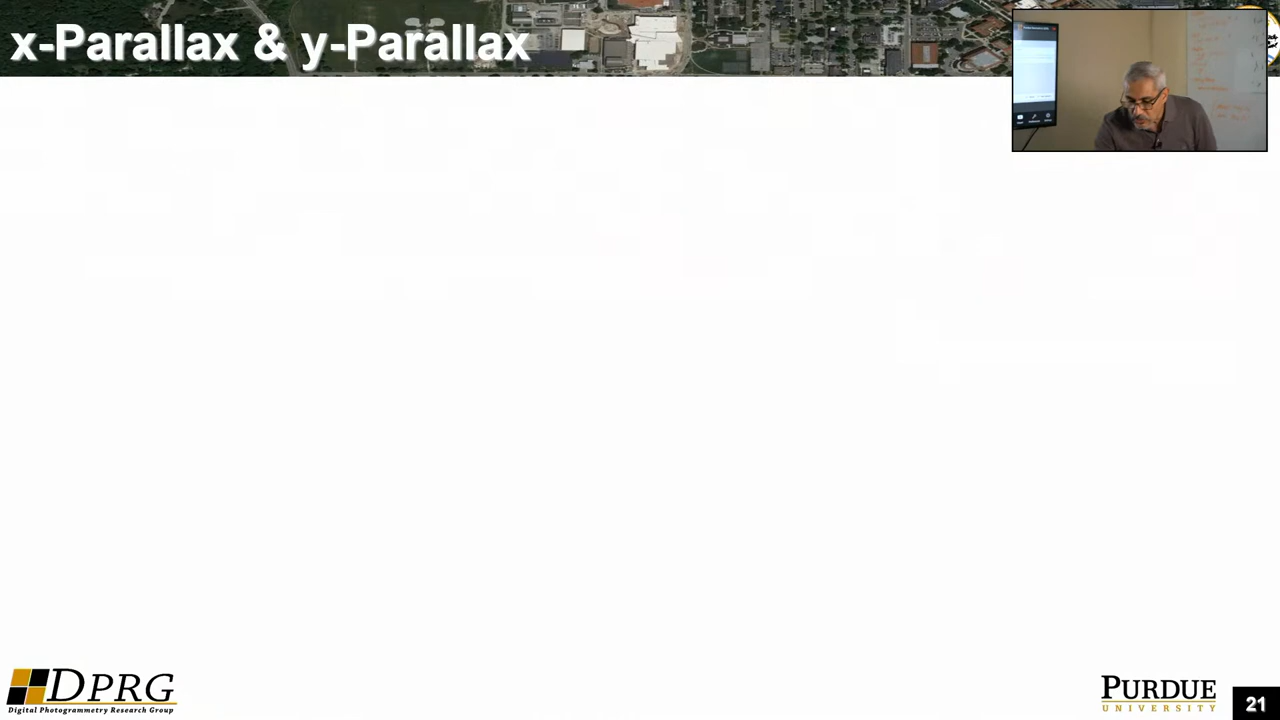 x-Parallax & y-Parallax
DPRG
Digital Photogrammetry Research Group
PURDUE
UNIVERSITY
21